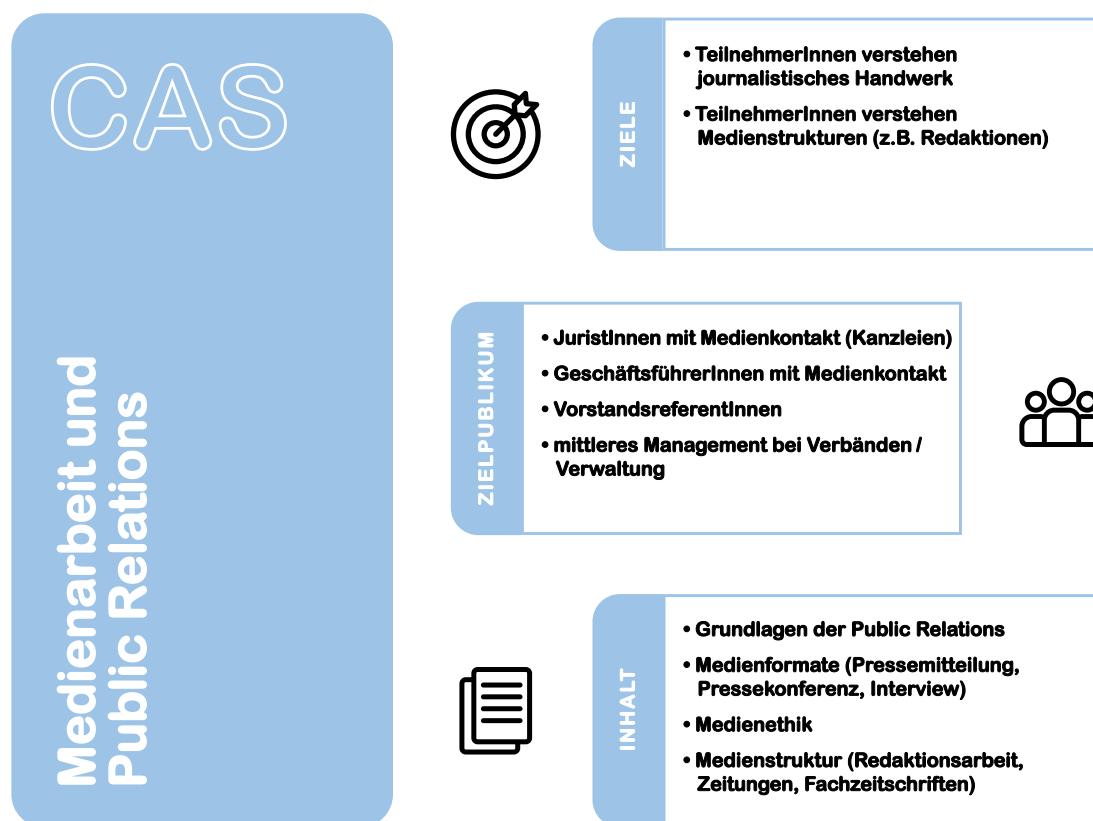 CAS
Medienarbeit und
Public Relations
ZIELE
• TeilnehmerInnen verstehen
journalistisches Handwerk
• TeilnehmerInnen verstehen
Medienstrukturen (z.B. Redaktionen)
ZIELPUBLIKUM
• JuristInnen mit Medienkontakt (Kanzleien)
• GeschäftsführerInnen mit Medienkontakt
• VorstandsreferentInnen
• mittleres Management bei Verbänden /
Verwaltung
INHALT
• Grundlagen der Public Relations
• Medienformate (Pressemitteilung,
Pressekonferenz, Interview)
• Medienethik
• Medienstruktur (Redaktionsarbeit,
Zeitungen, Fachzeitschriften)